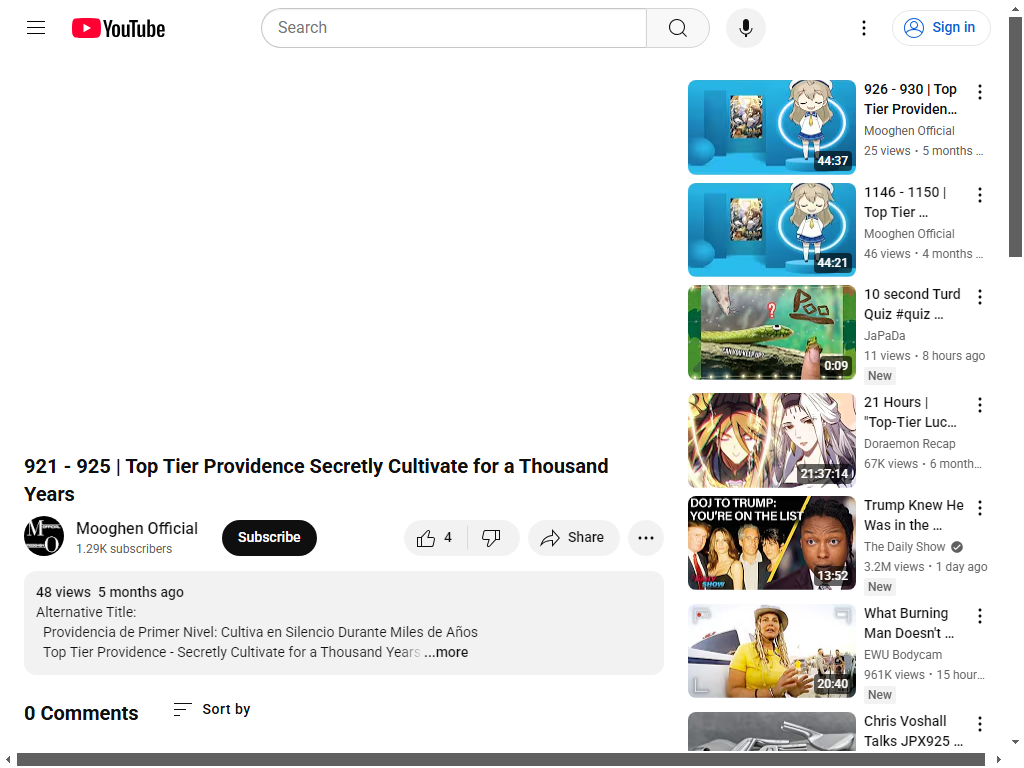 YouTube
Search
Sign in
921 - 925 | Top Tier Providence Secretly Cultivate for a Thousand
Years
Mooghen Official
1.29K subscribers
Subscribe
4
Share
48 views 5 months ago
Alternative Title:
Providencia de Primer Nivel: Cultiva en Silencio Durante Miles de Años
Top Tier Providence - Secretly Cultivate for a Thousand Years ...more
0 Comments
Sort by
44:37
926 - 930 | Top
Tier Providen...
Mooghen Official
25 views • 5 months ...
44:21
1146 - 1150 |
Top Tier ...
Mooghen Official
46 views • 4 months ...
?
Poo
CAN YOU KEEP UP?
0:09
10 second Turd
Quiz #quiz ...
JaPaDa
11 views • 8 hours ago
New
21:37:14
21 Hours |
"Top-Tier Luc...
Doraemon Recap
67K views • 6 month...
DOJ TO TRUMP:
YOU'RE ON THE LIST
DAILY
SHOW
13:52
Trump Knew He
Was in the ...
The Daily Show
3.2M views • 1 day ago
New
20:40
What Burning
Man Doesn't ...
EWU Bodycam
961K views • 15 hour...
New
Chris Voshall
Talks JPX925 ...